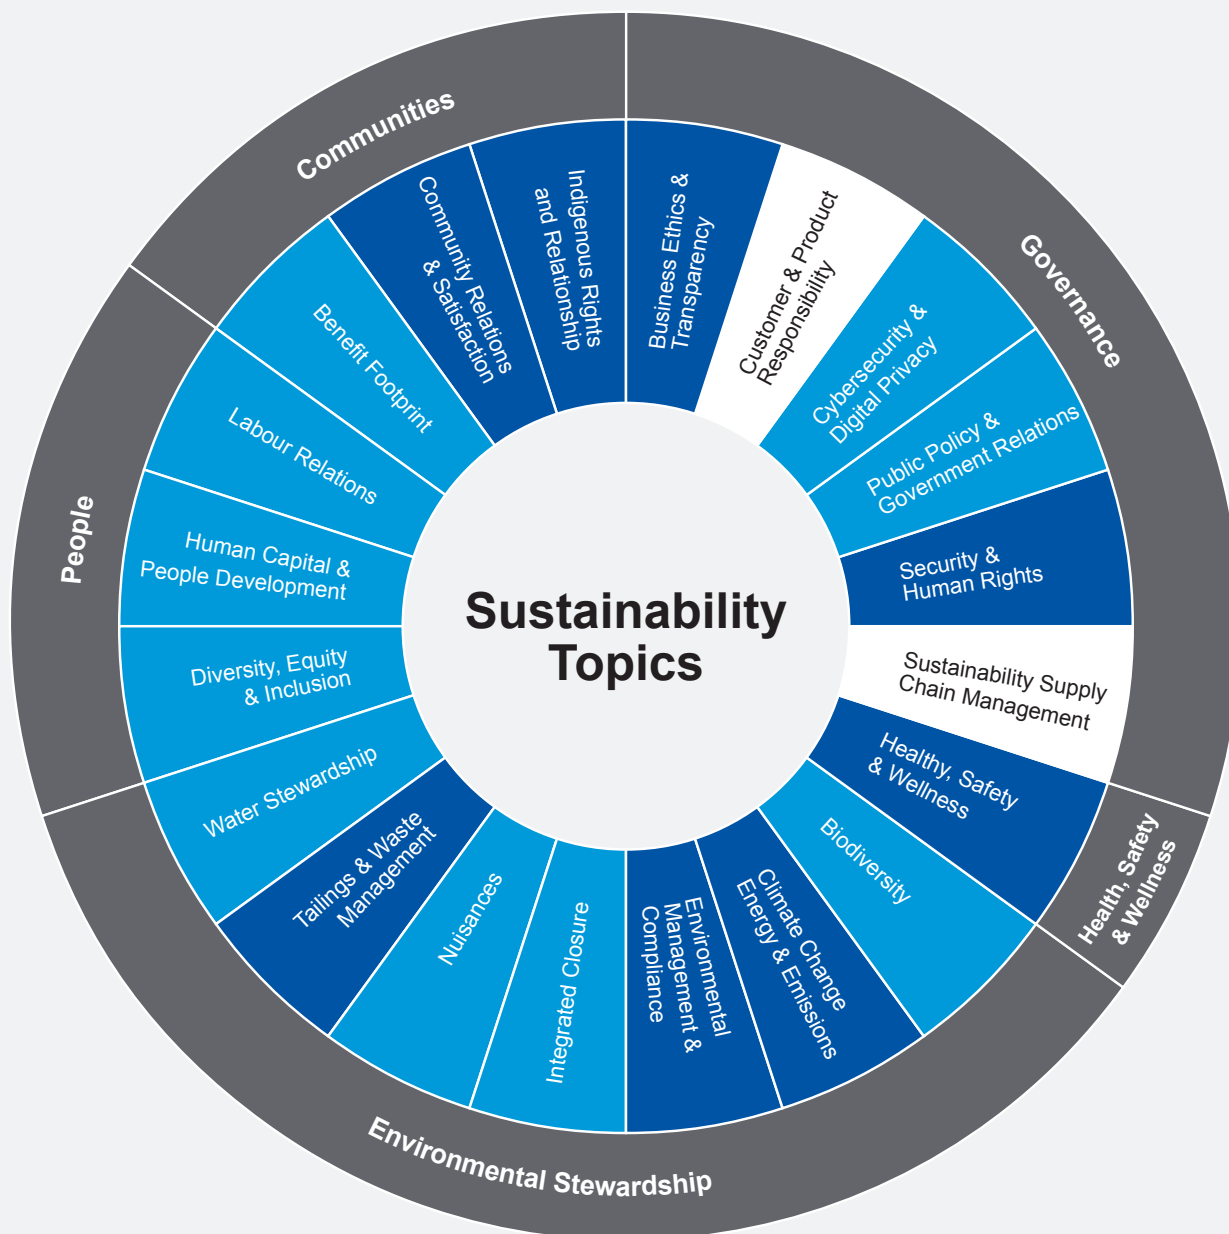 Sustainability
Topics
Governance
Business Ethics &
Transparency
Customer & Product
Responsibility
Cybersecurity &
Digital Privacy
Public Policy &
Government Relations
Security &
Human Rights
Sustainability Supply
Chain Management
Health, Safety
& Wellness
Healthy, Safety
& Wellness
Environmental Stewardship
Biodiversity
Climate Change
Energy & Emissions
Environmental
Management &
Compliance
Integrated Closure
Nuisances
Tailings & Waste
Management
Water Stewardship
People
Diversity, Equity
& Inclusion
Human Capital &
People Development
Labour Relations
Communities
Benefit Footprint
Community Relations
& Satisfaction
Indigenous Rights
and Relationship